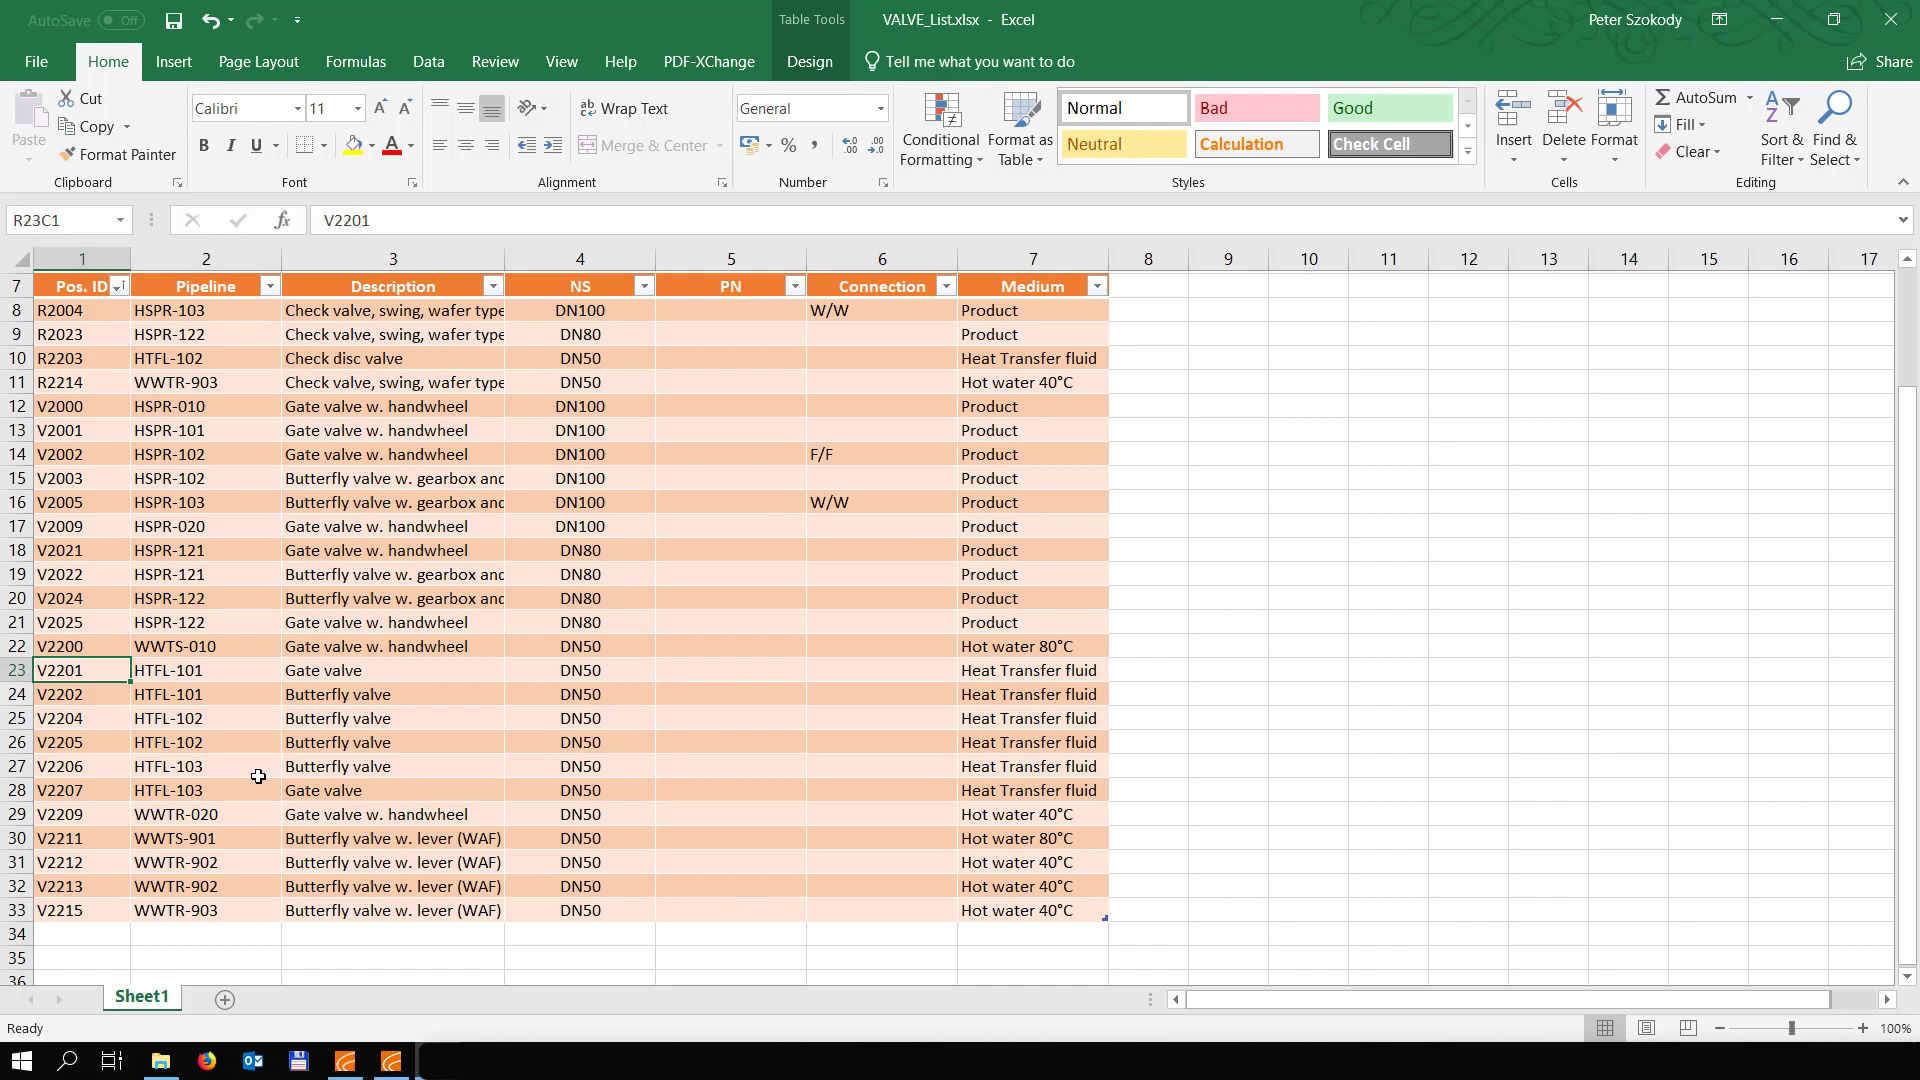 AutoSave Off Table Tools VALVE_List.xlsx - Excel Peter Szokody
File Home Insert Page Layout Formulas Data Review View Help PDF-XChange Design Tell me what you want to do Share
Paste Cut Copy Format Painter Clipboard
Calibri 11 A A B I U A Font
ab Wrap Text Merge & Center Alignment
General % , Number
Conditional Formatting Format as Table Normal Bad Good Neutral Calculation Check Cell Styles
Insert Delete Format Cells
AutoSum Fill Clear Sort & Filter Find & Select Editing
R23C1 fx V2201
1 2 3 4 5 6 7 8 9 10 11 12 13 14 15 16 17
7 Pos. ID Pipeline Description NS PN Connection Medium
8 R2004 HSPR-103 Check valve, swing, wafer type DN100 W/W Product
9 R2023 HSPR-122 Check valve, swing, wafer type DN80 Product
10 R2203 HTFL-102 Check disc valve DN50 Heat Transfer fluid
11 R2214 WWTR-903 Check valve, swing, wafer type DN50 Hot water 40°C
12 V2000 HSPR-010 Gate valve w. handwheel DN100 Product
13 V2001 HSPR-101 Gate valve w. handwheel DN100 Product
14 V2002 HSPR-102 Gate valve w. handwheel DN100 F/F Product
15 V2003 HSPR-102 Butterfly valve w. gearbox and DN100 Product
16 V2005 HSPR-103 Butterfly valve w. gearbox and DN100 W/W Product
17 V2009 HSPR-020 Gate valve w. handwheel DN100 Product
18 V2021 HSPR-121 Gate valve w. handwheel DN80 Product
19 V2022 HSPR-121 Butterfly valve w. gearbox and DN80 Product
20 V2024 HSPR-122 Butterfly valve w. gearbox and DN80 Product
21 V2025 HSPR-122 Gate valve w. handwheel DN80 Product
22 V2200 WWTS-010 Gate valve w. handwheel DN50 Hot water 80°C
23 V2201 HTFL-101 Gate valve DN50 Heat Transfer fluid
24 V2202 HTFL-101 Butterfly valve DN50 Heat Transfer fluid
25 V2204 HTFL-102 Butterfly valve DN50 Heat Transfer fluid
26 V2205 HTFL-102 Butterfly valve DN50 Heat Transfer fluid
27 V2206 HTFL-103 Butterfly valve DN50 Heat Transfer fluid
28 V2207 HTFL-103 Gate valve DN50 Heat Transfer fluid
29 V2209 WWTR-020 Gate valve w. handwheel DN50 Hot water 40°C
30 V2211 WWTS-901 Butterfly valve w. lever (WAF) DN50 Hot water 80°C
31 V2212 WWTR-902 Butterfly valve w. lever (WAF) DN50 Hot water 40°C
32 V2213 WWTR-902 Butterfly valve w. lever (WAF) DN50 Hot water 40°C
33 V2215 WWTR-903 Butterfly valve w. lever (WAF) DN50 Hot water 40°C
34
35
36
Sheet1
Ready 100%